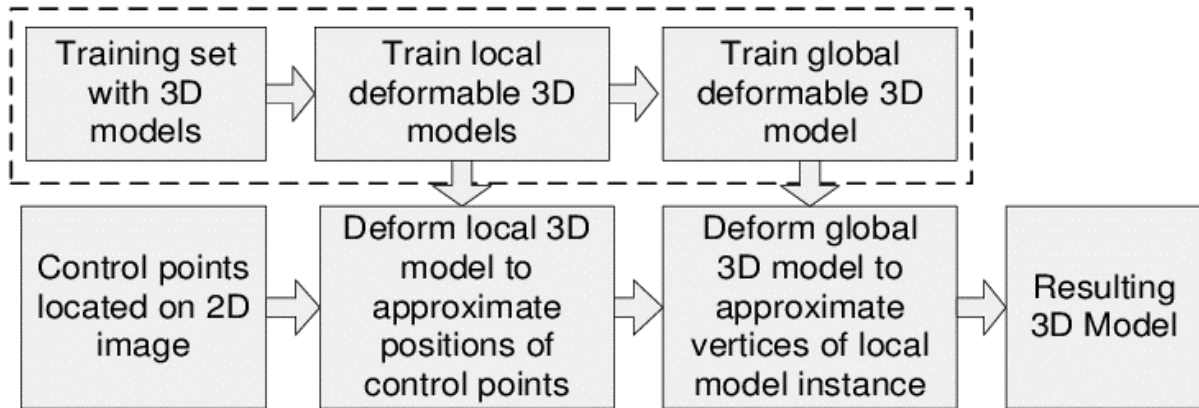 Training set
with 3D
models
Train local
deformable 3D
models
Train global
deformable 3D
model
Control points
located on 2D
image
Deform local 3D
model to
approximate
positions of
control points
Deform global
3D model to
approximate
vertices of local
model instance
Resulting
3D Model